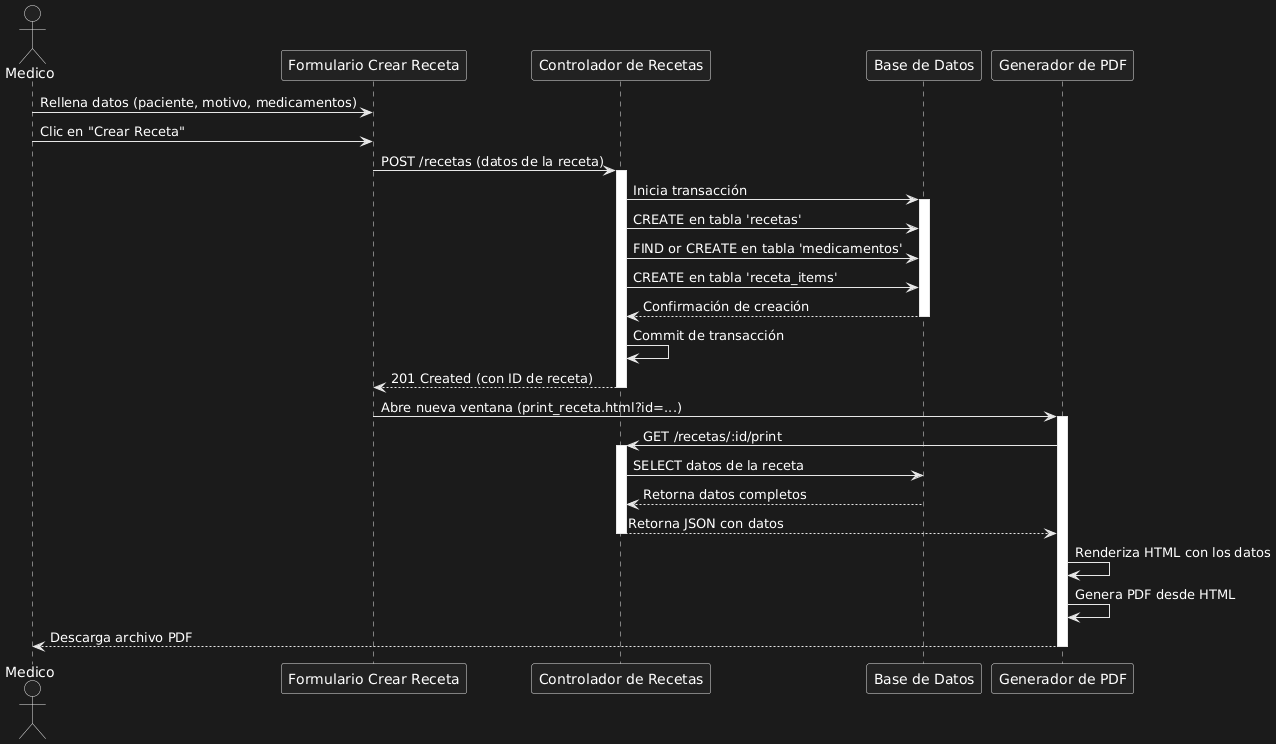 Medico
Formulario Crear Receta
Controlador de Recetas
Base de Datos
Generador de PDF
Rellena datos (paciente, motivo, medicamentos)
Clic en "Crear Receta"
POST /recetas (datos de la receta)
Inicia transacción
CREATE en tabla 'recetas'
FIND or CREATE en tabla 'medicamentos'
CREATE en tabla 'receta_items'
Confirmación de creación
Commit de transacción
201 Created (con ID de receta)
Abre nueva ventana (print_receta.html?id=...)
GET /recetas/:id/print
SELECT datos de la receta
Retorna datos completos
Retorna JSON con datos
Renderiza HTML con los datos
Genera PDF desde HTML
Descarga archivo PDF
Medico
Formulario Crear Receta
Controlador de Recetas
Base de Datos
Generador de PDF